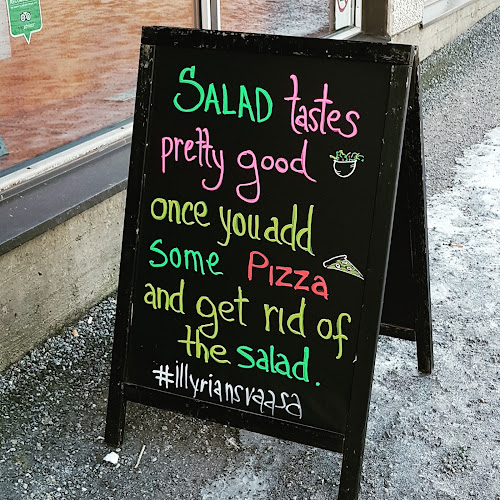 SALAD tastes
pretty good
once you add
some Pizza
and get rid of
the salad.
#illyriansvaasa